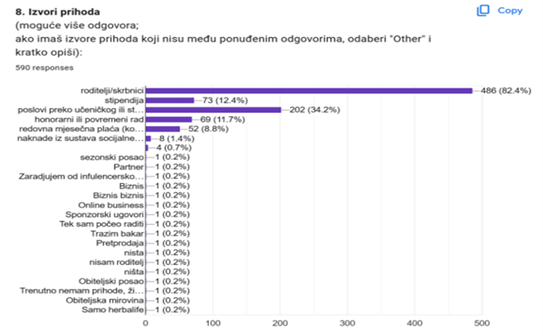 8. Izvori prihoda
Copy
(moguće više odgovora;
ako imaš izvore prihoda koji nisu među ponuđenim odgovorima, odaberi "Other" i
kratko opiši):
590 responses
roditelji/skrbnici 486 (82.4%)
stipendija 73 (12.4%)
poslovi preko učeničkog ili st... 202 (34.2%)
honorarni ili povremeni rad 69 (11.7%)
redovna mjesečna plaća (ko... 52 (8.8%)
naknade iz sustava socijalne... 8 (1.4%)
4 (0.7%)
sezonski posao 1 (0.2%)
Partner 1 (0.2%)
Zaradjujem od infulencersko... 1 (0.2%)
Biznis 1 (0.2%)
Biznis biznis 1 (0.2%)
Online business 1 (0.2%)
Sponzorski ugovori 1 (0.2%)
Tek sam počeo raditi 1 (0.2%)
Trazim bakar 1 (0.2%)
Pretprodaja 1 (0.2%)
nista 1 (0.2%)
nisam roditelj 1 (0.2%)
ništa 1 (0.2%)
Obiteljski posao 1 (0.2%)
Trenutno nemam prihode, ži... 1 (0.2%)
Obiteljska mirovina 1 (0.2%)
Samo herbalife 1 (0.2%)
0 100 200 300 400 500